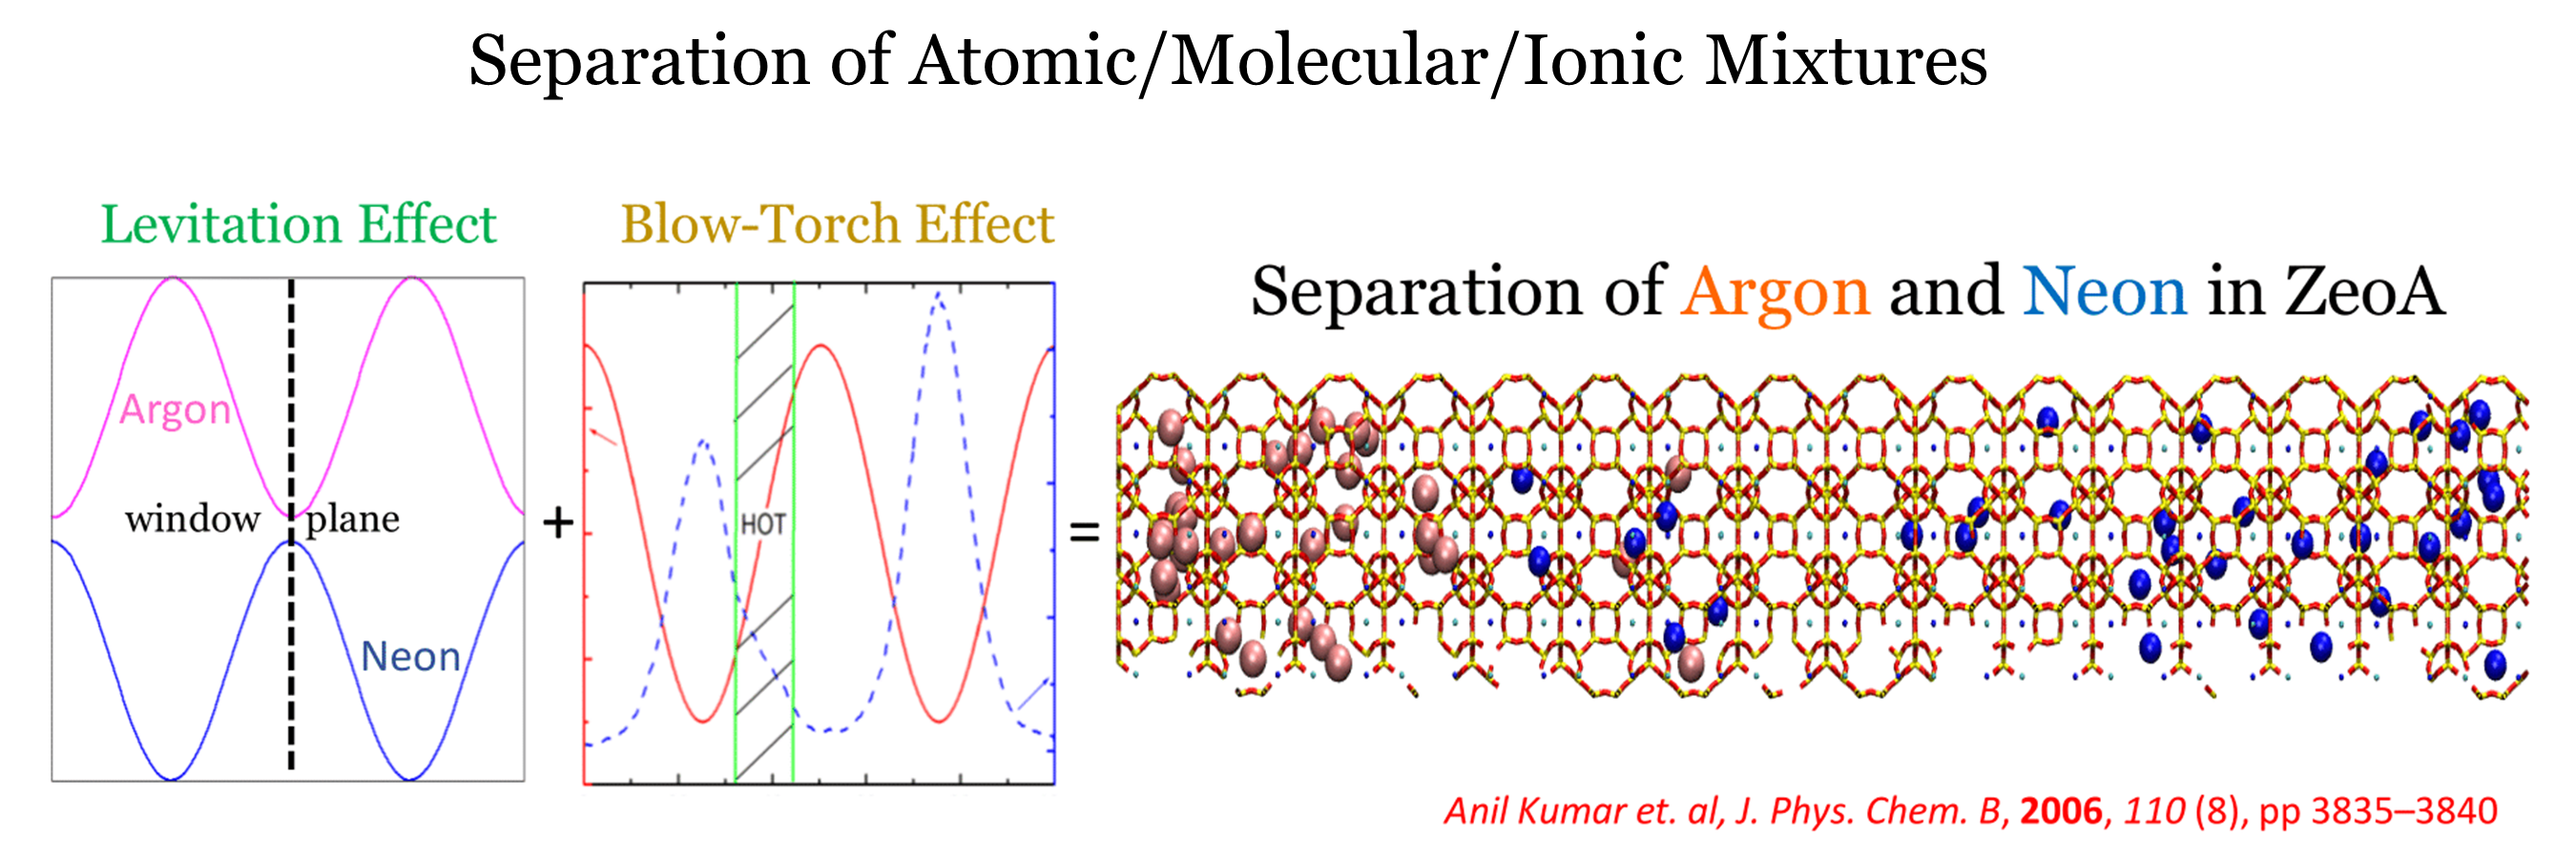 Separation of Atomic/Molecular/Ionic Mixtures
Levitation Effect
Argon
window plane
Neon
+
Blow-Torch Effect
HOT
=
Separation of Argon and Neon in ZeoA
Anil Kumar et. al, J. Phys. Chem. B, 2006, 110 (8), pp 3835–3840